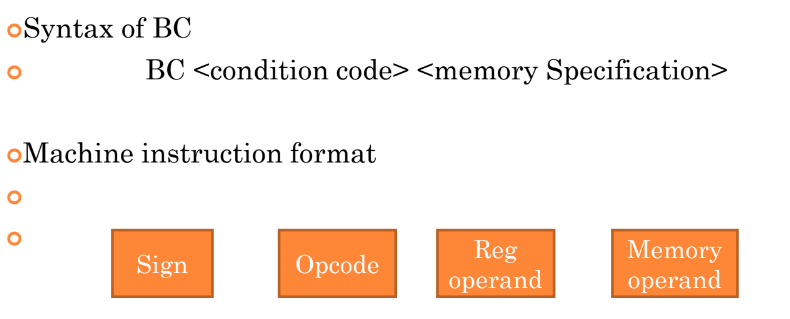 Syntax of BC
BC <condition code> <memory Specification>
Machine instruction format
Sign
Opcode
Reg
operand
Memory
operand